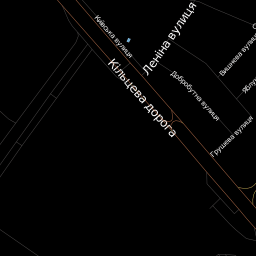 Київська вулиця
Леніна вулиця
Вишнева вулиця
Добробутна вулиця
Кільцева дорога
Грушева вулиця